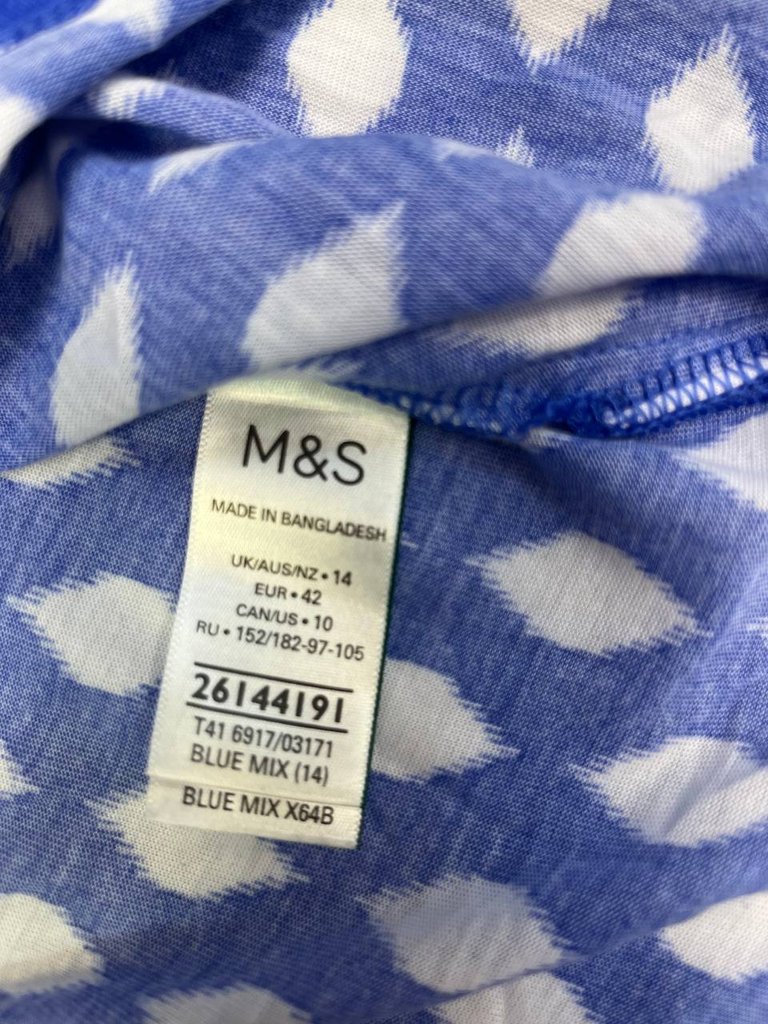 M&S
MADE IN BANGLADESH
UK/AUS/NZ • 14
EUR • 42
CAN/US • 10
RU • 152/182-97-105
26144191
T41 6917/03171
BLUE MIX (14)
BLUE MIX X64B